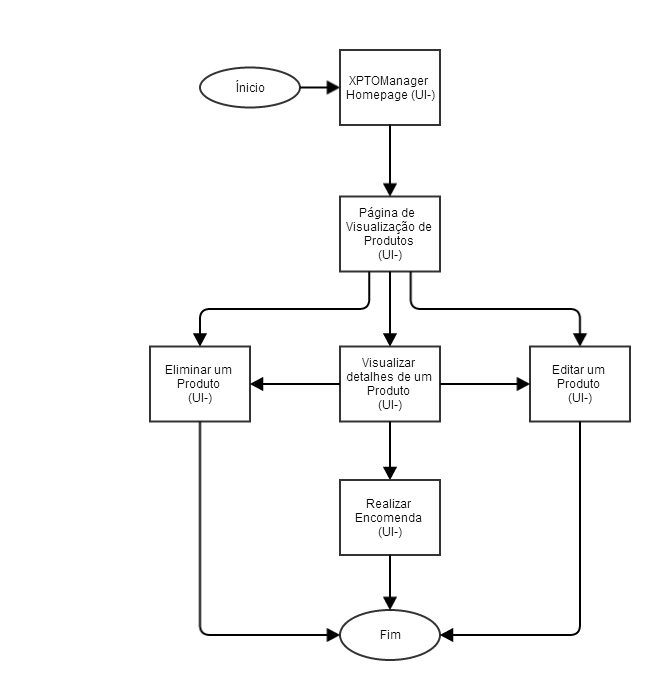 Ínicio
XPTOManager
Homepage (UI-)
Página de
Visualização de
Produtos
(UI-)
Eliminar um
Produto
(UI-)
Visualizar
detalhes de um
Produto
(UI-)
Editar um
Produto
(UI-)
Realizar
Encomenda
(UI-)
Fim